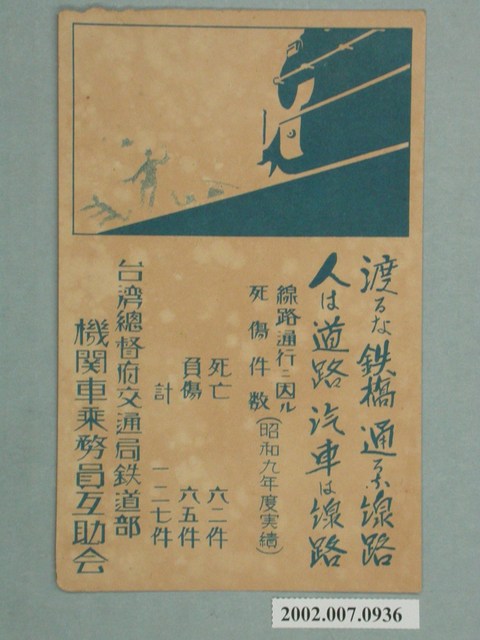 渡るな鉄橋 通るな線路
人は道路 汽車は線路
線路通行ニ因ル
死傷件数(昭和九年度実績)
死亡 六二件
負傷 六五件
計 一二七件
台湾總督府交通局鉄道部
機関車乗務員互助会
2002.007.0936